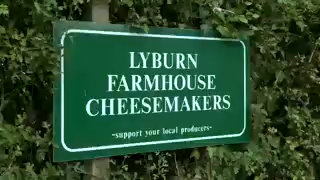 LYBURN
FARMHOUSE
CHEESEMAKERS
-support your local producers-